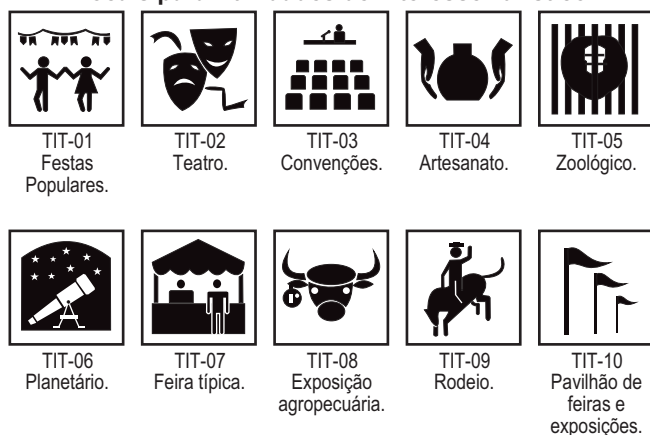 TIT-01
Festas
Populares.
TIT-02
Teatro.
TIT-03
Convenções.
TIT-04
Artesanato.
TIT-05
Zoológico.
TIT-06
Planetário.
TIT-07
Feira típica.
TIT-08
Exposição
agropecuária.
TIT-09
Rodeio.
TIT-10
Pavilhão de
feiras e
exposições.